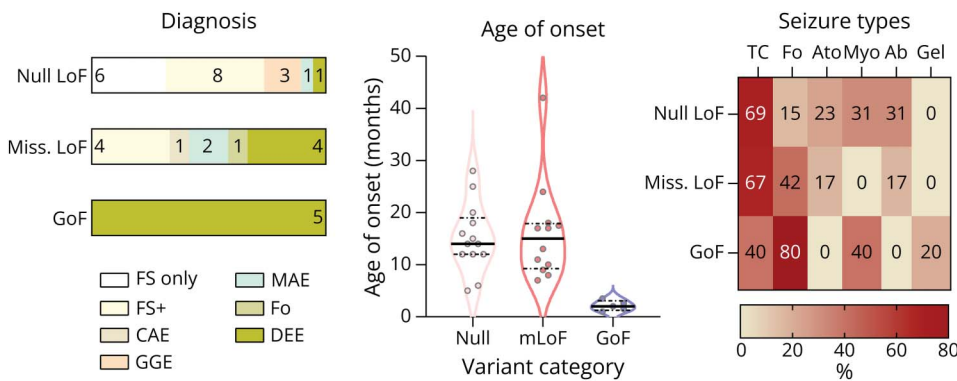 Diagnosis
Null LoF 6 8 3 1 1
Miss. LoF 4 1 2 1 4
GoF 5
FS only
FS+
CAE
GGE
MAE
Fo
DEE
Age of onset
Age of onset (months)
50
40
30
20
10
0
Null mLoF GoF
Variant category
Seizure types
TC Fo Ato Myo Ab Gel
Null LoF 69 15 23 31 31 0
Miss. LoF 67 42 17 0 17 0
GoF 40 80 0 40 0 20
0 20 40 60 80
%